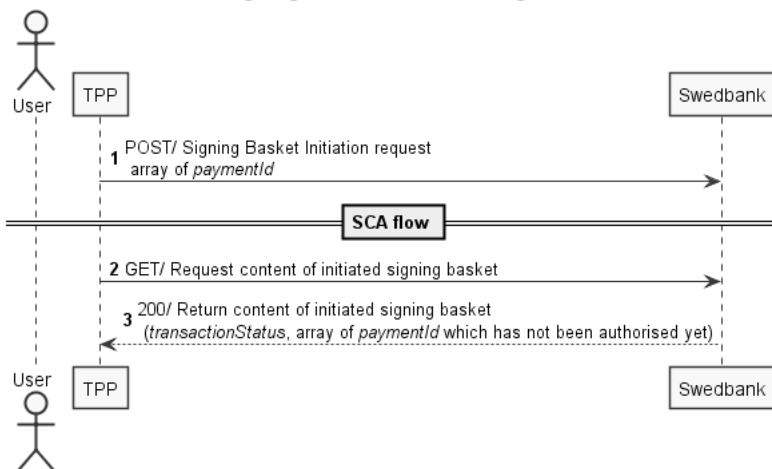 User
TPP
Swedbank
1 POST/ Signing Basket Initiation request
array of paymentId
SCA flow
2 GET/ Request content of initiated signing basket
3 200/ Return content of initiated signing basket
(transactionStatus, array of paymentId which has not been authorised yet)
User
TPP
Swedbank